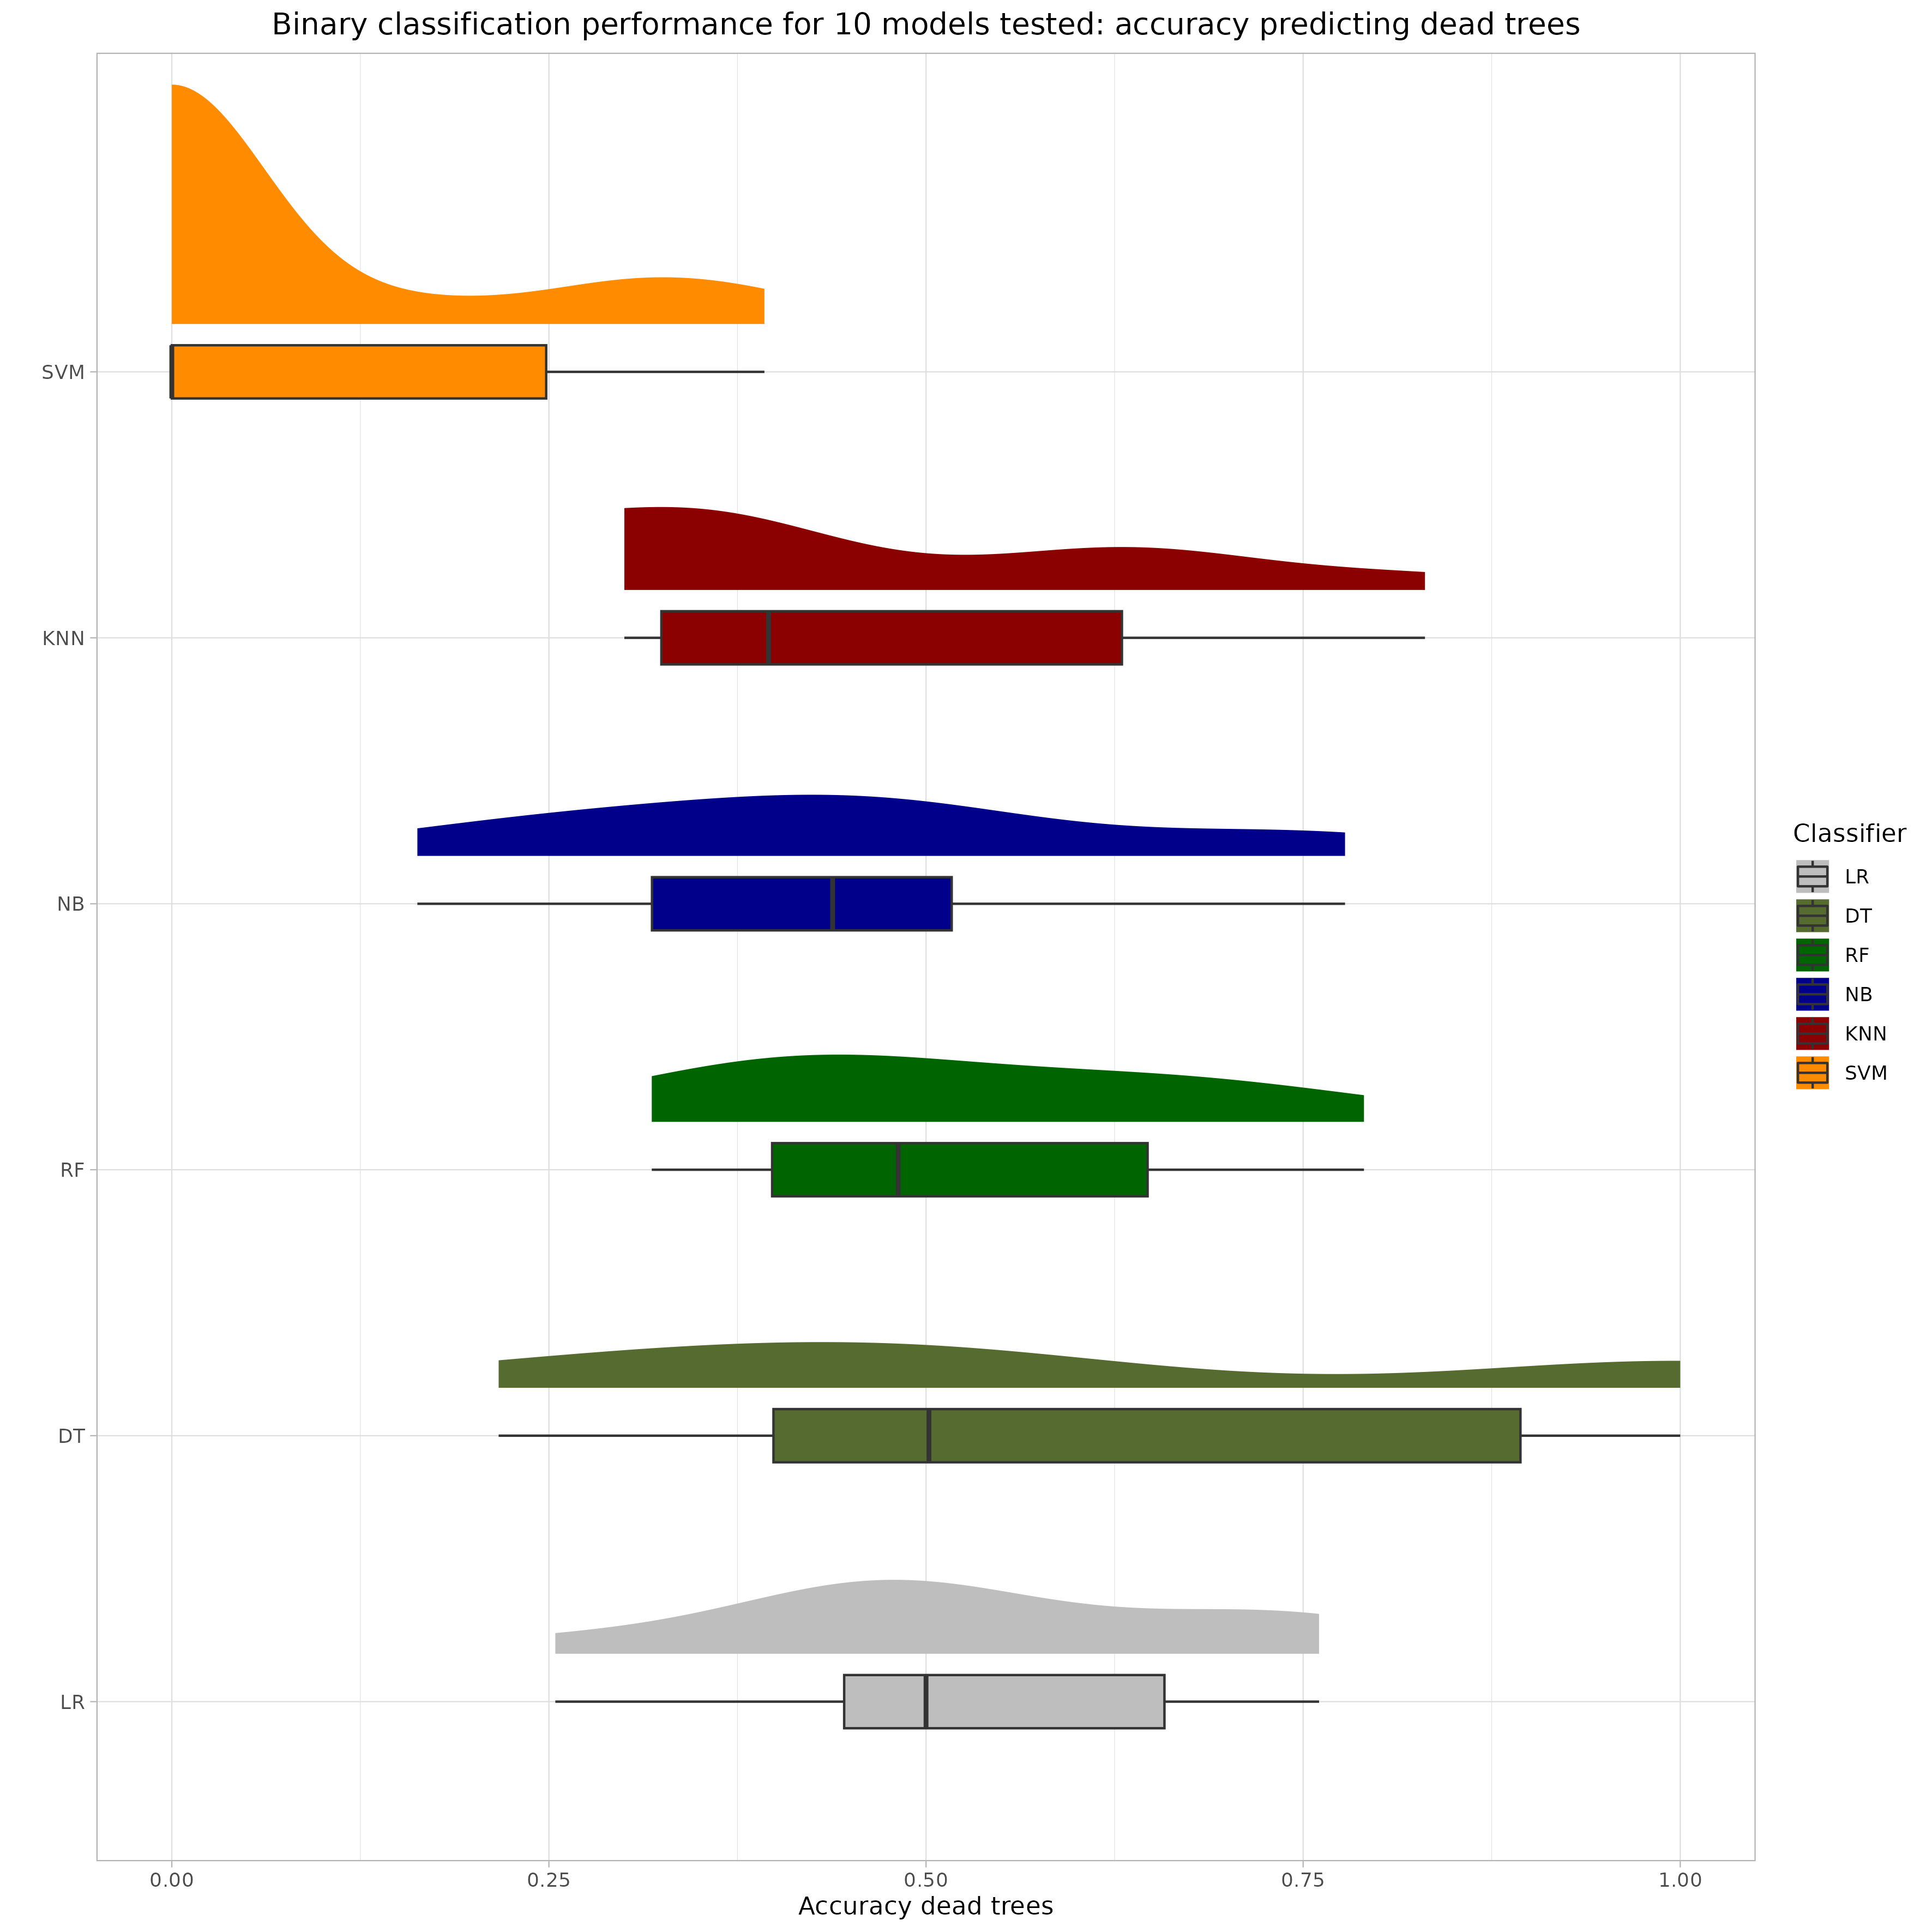 Binary classification performance for 10 models tested: accuracy predicting dead trees
SVM
KNN
NB
RF
DT
LR
0.00 0.25 0.50 0.75 1.00
Accuracy dead trees
Classifier
LR
DT
RF
NB
KNN
SVM